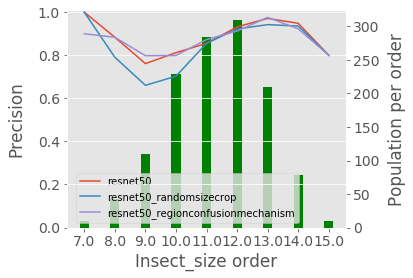 1.0
0.8
0.6
0.4
0.2
0.0
Precision
300
250
200
150
100
50
0
Population per order
resnet50
resnet50_randomsizecrop
resnet50_regionconfusionmechanism
7.0 8.0 9.0 10.0 11.0 12.0 13.0 14.0 15.0
Insect_size order